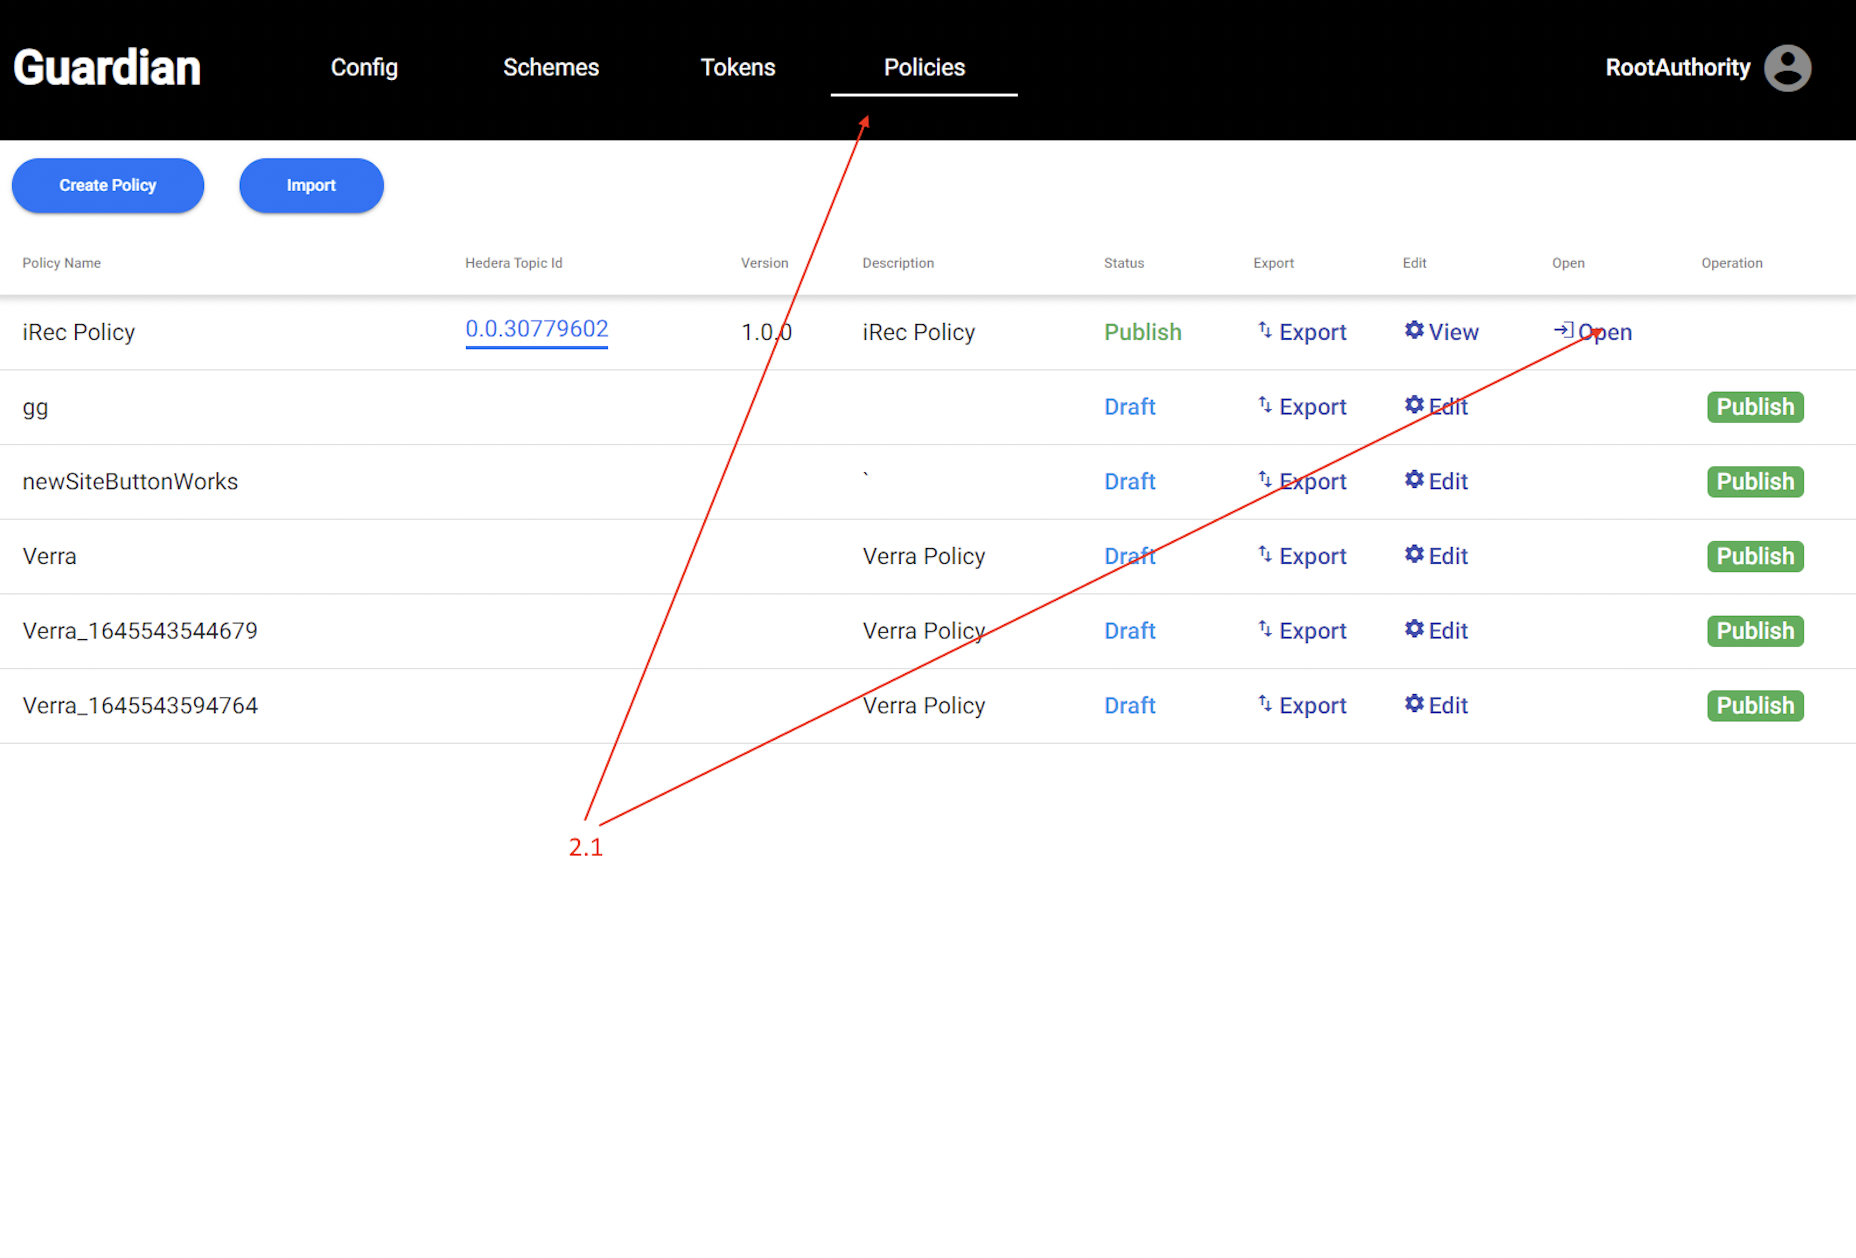 Guardian Config Schemes Tokens Policies RootAuthority
Create Policy Import
Policy Name Hedera Topic Id Version Description Status Export Edit Open Operation
iRec Policy 0.0.30779602 1.0.0 iRec Policy Publish Export View Open
gg Draft Export Edit Publish
newSiteButtonWorks ` Draft Export Edit Publish
Verra Verra Policy Draft Export Edit Publish
Verra_1645543544679 Verra Policy Draft Export Edit Publish
Verra_1645543594764 Verra Policy Draft Export Edit Publish
2.1